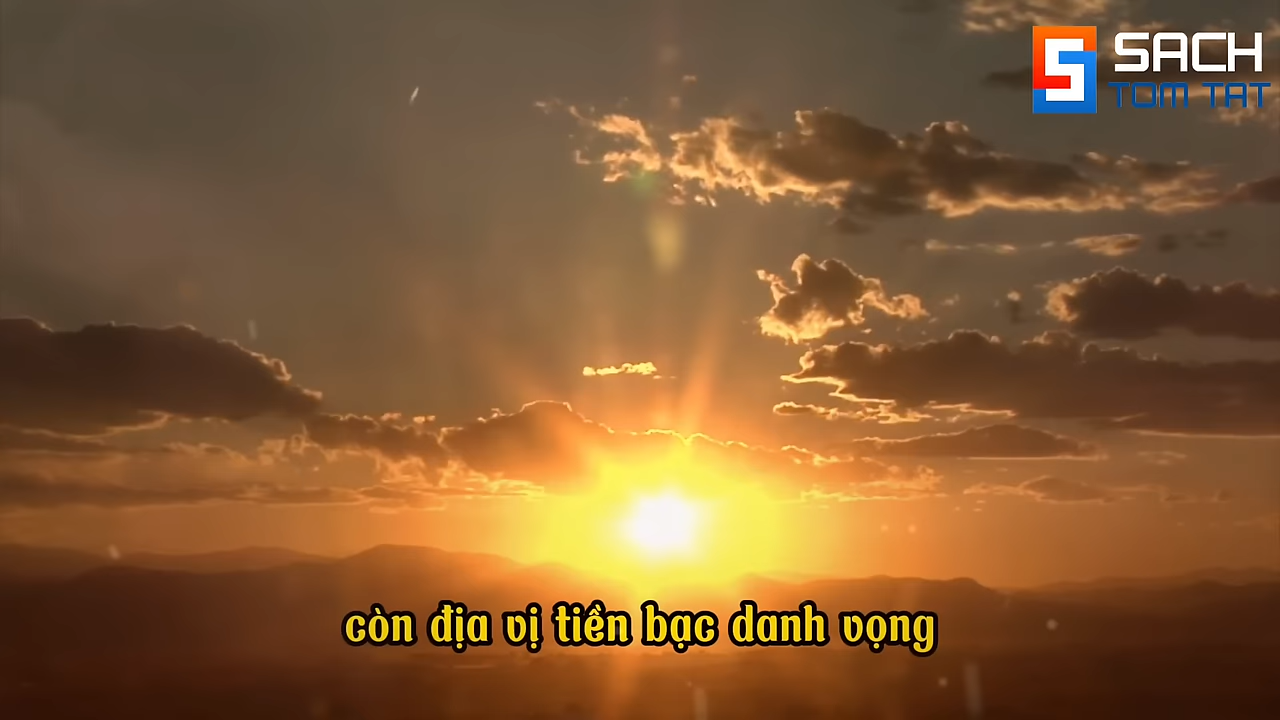 SACH
TOM TAT
còn địa vị tiền bạc danh vọng